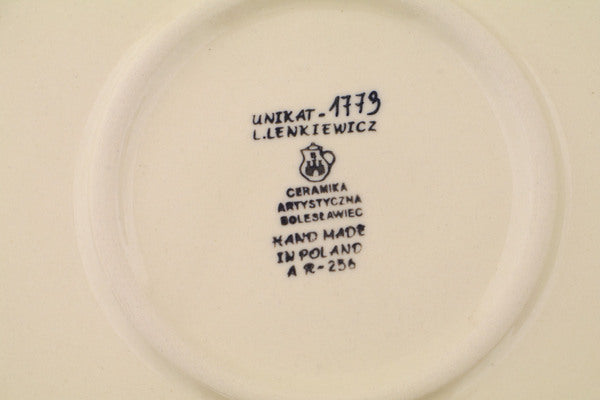 UNIKAT - 1779
L.LENKIEWICZ
B
CERAMIKA
ARTYSTYCZNA
BOLESŁAWIEC
HAND MADE
IN POLAND
A R-256